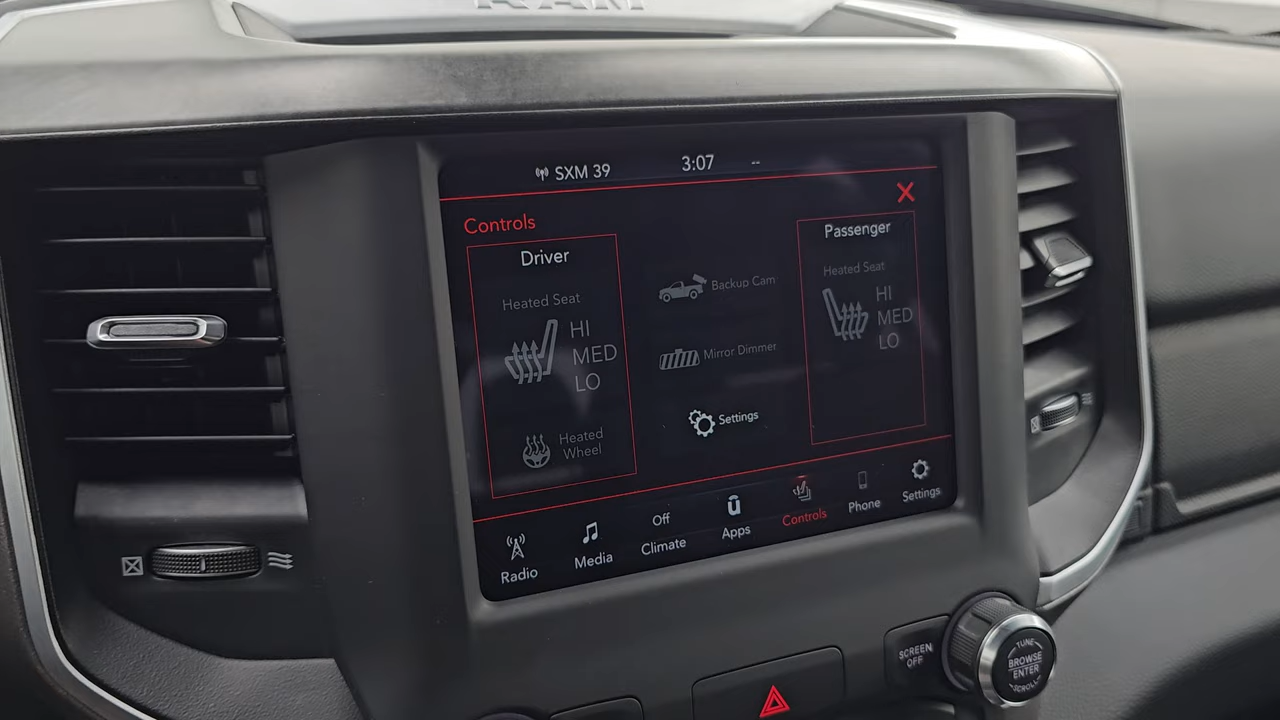 RAM
SXM 39 3:07 --
X
Controls
Driver
Heated Seat
HI
MED
LO
Heated
Wheel
Backup Cam
Mirror Dimmer
Settings
Passenger
Heated Seat
HI
MED
LO
Radio
Media
Off
Climate
Apps
Controls
Phone
Settings
SCREEN
OFF
TUNE
BROWSE
ENTER
SCROLL